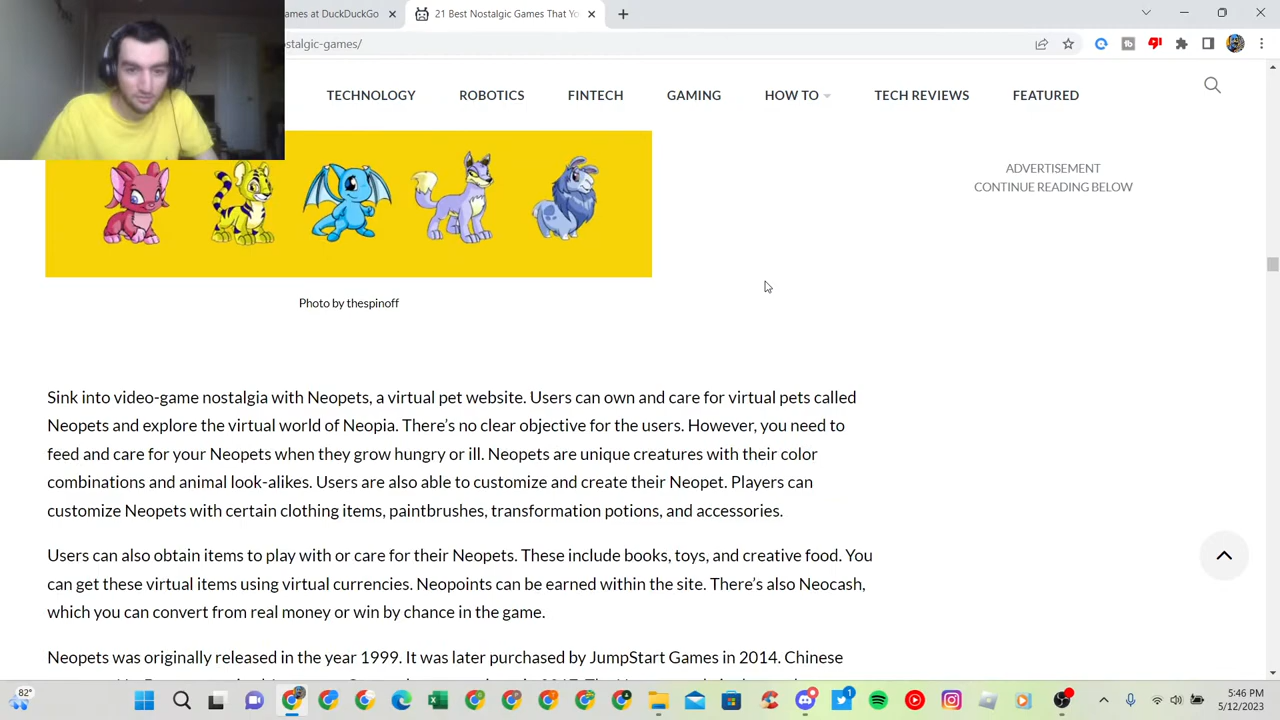 ames at DuckDuckGo
21 Best Nostalgic Games That Yo
ostalgic-games/
TECHNOLOGY ROBOTICS FINTECH GAMING HOW TO TECH REVIEWS FEATURED
ADVERTISEMENT
CONTINUE READING BELOW
Photo by thespinoff
Sink into video-game nostalgia with Neopets, a virtual pet website. Users can own and care for virtual pets called
Neopets and explore the virtual world of Neopia. There’s no clear objective for the users. However, you need to
feed and care for your Neopets when they grow hungry or ill. Neopets are unique creatures with their color
combinations and animal look-alikes. Users are also able to customize and create their Neopet. Players can
customize Neopets with certain clothing items, paintbrushes, transformation potions, and accessories.
Users can also obtain items to play with or care for their Neopets. These include books, toys, and creative food. You
can get these virtual items using virtual currencies. Neopoints can be earned within the site. There’s also Neocash,
which you can convert from real money or win by chance in the game.
Neopets was originally released in the year 1999. It was later purchased by JumpStart Games in 2014. Chinese
82°
1
5:46 PM
5/12/2023